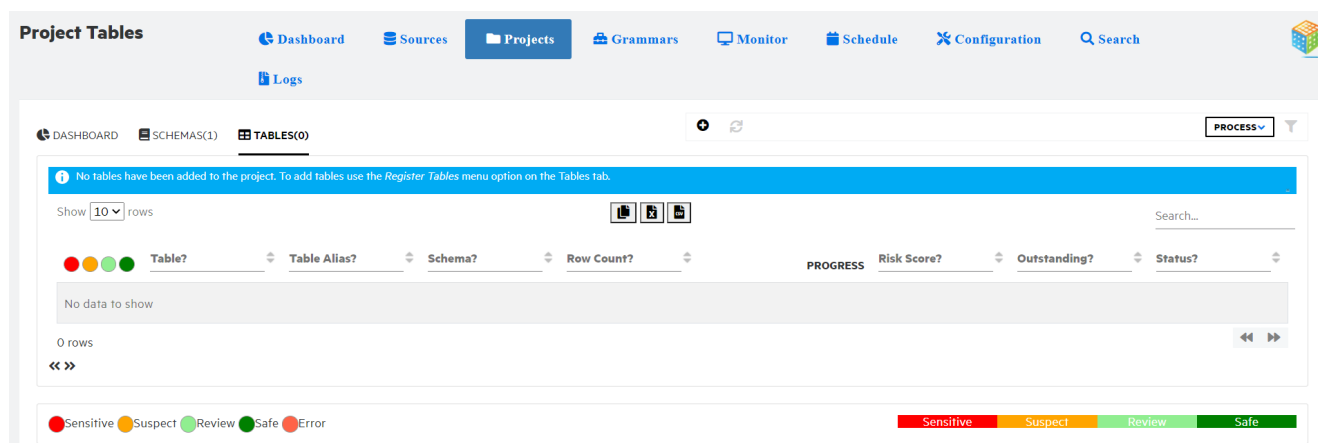 Project Tables
Dashboard Sources Projects Grammars Monitor Schedule Configuration Search
Logs
DASHBOARD SCHEMAS(1) TABLES(0)
PROCESS
No tables have been added to the project. To add tables use the Register Tables menu option on the Tables tab.
Show 10 rows
Search...
Table? Table Alias? Schema? Row Count? PROGRESS Risk Score? Outstanding? Status?
No data to show
0 rows
Sensitive Suspect Review Safe Error
Sensitive Suspect Review Safe